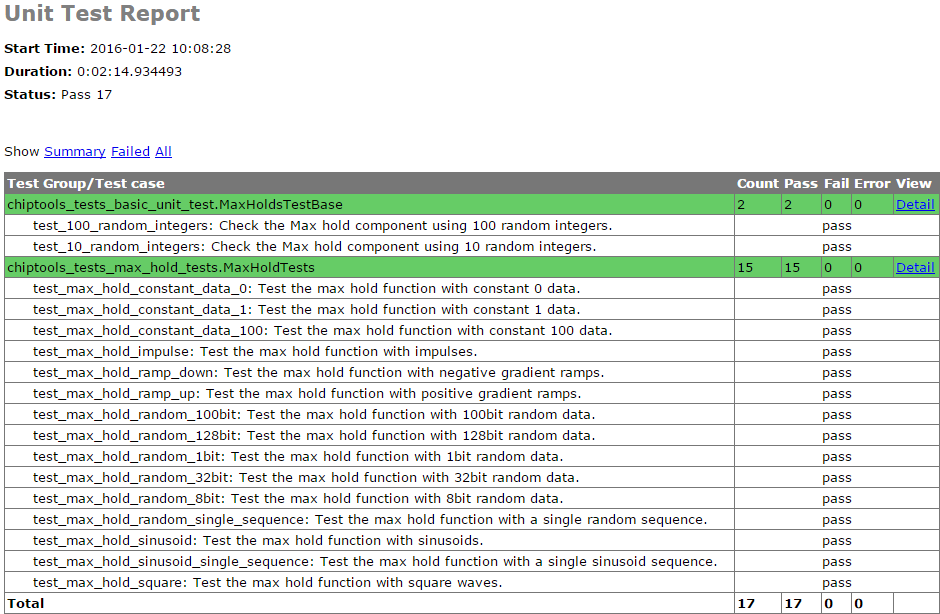 Unit Test Report
Start Time: 2016-01-22 10:08:28
Duration: 0:02:14.934493
Status: Pass 17
Show Summary Failed All
Test Group/Test case Count Pass Fail Error View
chiptools_tests_basic_unit_test.MaxHoldsTestBase 2 2 0 0 Detail
test_100_random_integers: Check the Max hold component using 100 random integers. pass
test_10_random_integers: Check the Max hold component using 10 random integers. pass
chiptools_tests_max_hold_tests.MaxHoldTests 15 15 0 0 Detail
test_max_hold_constant_data_0: Test the max hold function with constant 0 data. pass
test_max_hold_constant_data_1: Test the max hold function with constant 1 data. pass
test_max_hold_constant_data_100: Test the max hold function with constant 100 data. pass
test_max_hold_impulse: Test the max hold function with impulses. pass
test_max_hold_ramp_down: Test the max hold function with negative gradient ramps. pass
test_max_hold_ramp_up: Test the max hold function with positive gradient ramps. pass
test_max_hold_random_100bit: Test the max hold function with 100bit random data. pass
test_max_hold_random_128bit: Test the max hold function with 128bit random data. pass
test_max_hold_random_1bit: Test the max hold function with 1bit random data. pass
test_max_hold_random_32bit: Test the max hold function with 32bit random data. pass
test_max_hold_random_8bit: Test the max hold function with 8bit random data. pass
test_max_hold_random_single_sequence: Test the max hold function with a single random sequence. pass
test_max_hold_sinusoid: Test the max hold function with sinusoids. pass
test_max_hold_sinusoid_single_sequence: Test the max hold function with a single sinusoid sequence. pass
test_max_hold_square: Test the max hold function with square waves. pass
Total 17 17 0 0